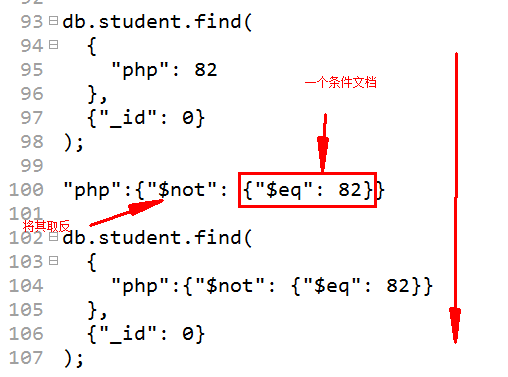 93 db.student.find(
94 {
95 "php": 82
96 },
一个条件文档
97 {"_id": 0}
98 );
99
100 "php":{"$not": {"$eq": 82}}
101
将其取反
102 db.student.find(
103 {
104 "php":{"$not": {"$eq": 82}}
105 },
106 {"_id": 0}
107 );